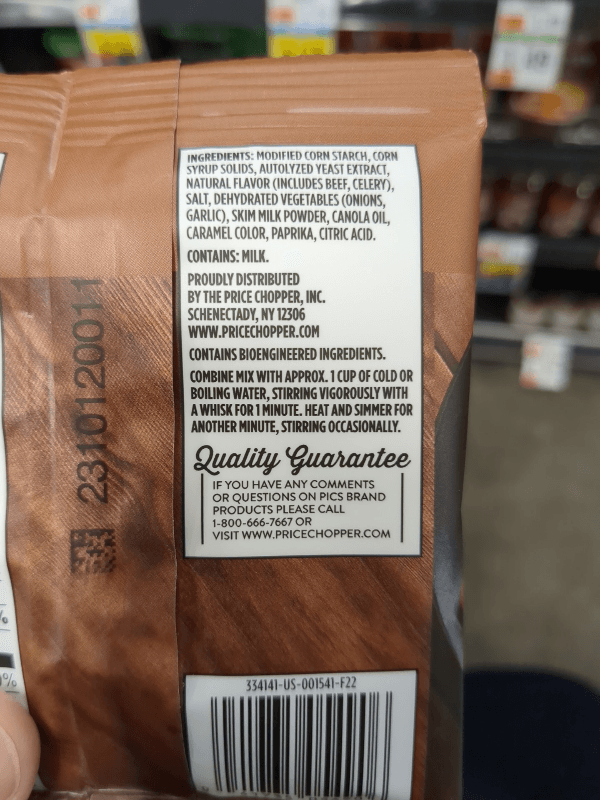 INGREDIENTS: MODIFIED CORN STARCH, CORN
SYRUP SOLIDS, AUTOLYZED YEAST EXTRACT,
NATURAL FLAVOR (INCLUDES BEEF, CELERY),
SALT, DEHYDRATED VEGETABLES (ONIONS,
GARLIC), SKIM MILK POWDER, CANOLA OIL,
CARAMEL COLOR, PAPRIKA, CITRIC ACID.
CONTAINS: MILK.
PROUDLY DISTRIBUTED
BY THE PRICE CHOPPER, INC.
SCHENECTADY, NY 12306
WWW.PRICECHOPPER.COM
CONTAINS BIOENGINEERED INGREDIENTS.
COMBINE MIX WITH APPROX. 1 CUP OF COLD OR
BOILING WATER, STIRRING VIGOROUSLY WITH
A WHISK FOR 1 MINUTE. HEAT AND SIMMER FOR
ANOTHER MINUTE, STIRRING OCCASIONALLY.
Quality Guarantee
IF YOU HAVE ANY COMMENTS
OR QUESTIONS ON PICS BRAND
PRODUCTS PLEASE CALL
1-800-666-7667 OR
VISIT WWW.PRICECHOPPER.COM
334141-US-001541-F22
2310120011